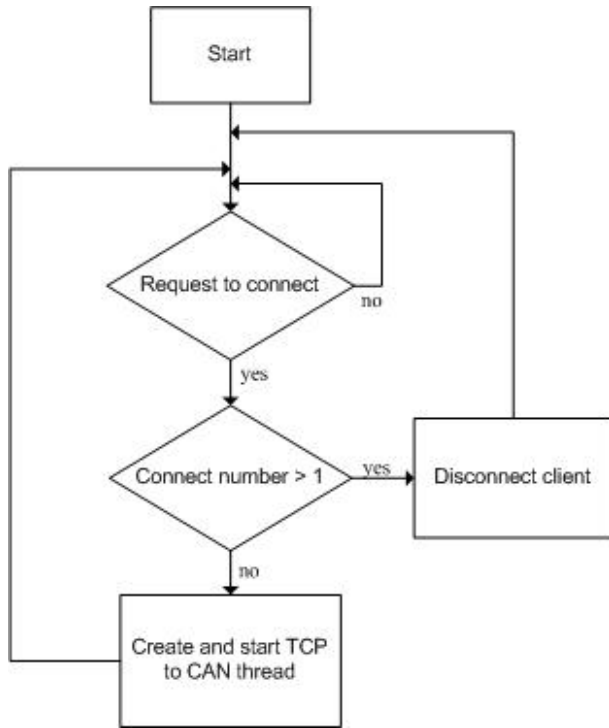 Start
Request to connect
no
yes
Connect number > 1
yes
Disconnect client
no
Create and start TCP
to CAN thread